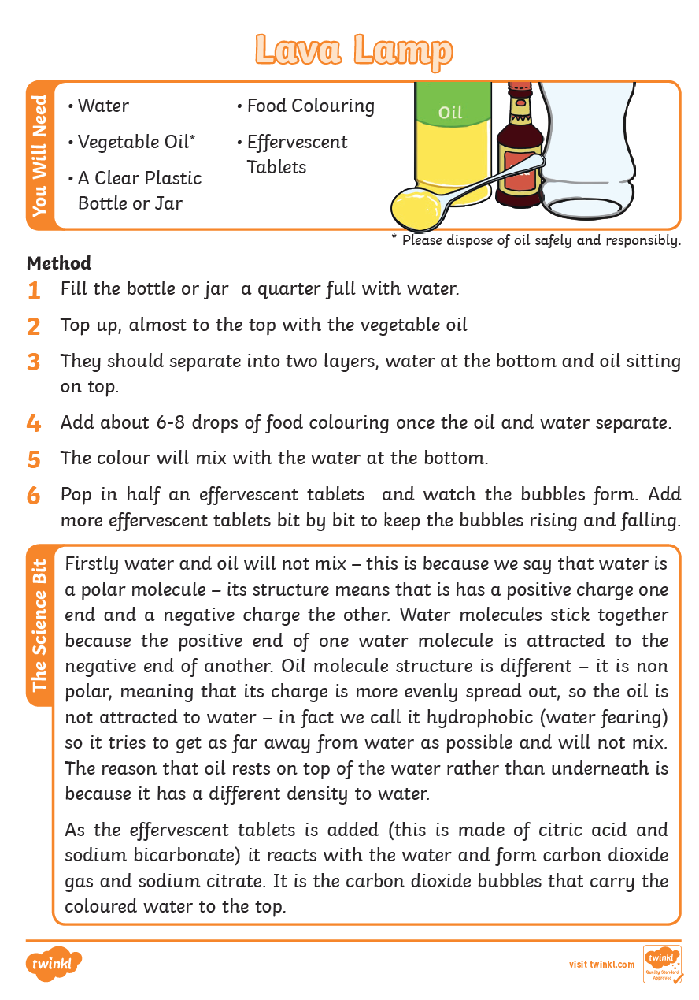 Lava Lamp
You Will Need
• Water
• Vegetable Oil*
• A Clear Plastic
Bottle or Jar
• Food Colouring
• Effervescent
Tablets
Oil
* Please dispose of oil safely and responsibly.
Method
1 Fill the bottle or jar  a quarter full with water.
2 Top up, almost to the top with the vegetable oil
3 They should separate into two layers, water at the bottom and oil sitting
on top.
4 Add about 6-8 drops of food colouring once the oil and water separate.
5 The colour will mix with the water at the bottom.
6 Pop in half an effervescent tablets  and watch the bubbles form. Add
more effervescent tablets bit by bit to keep the bubbles rising and falling.
The Science Bit
Firstly water and oil will not mix – this is because we say that water is
a polar molecule – its structure means that is has a positive charge one
end and a negative charge the other. Water molecules stick together
because the positive end of one water molecule is attracted to the
negative end of another. Oil molecule structure is different – it is non
polar, meaning that its charge is more evenly spread out, so the oil is
not attracted to water – in fact we call it hydrophobic (water fearing)
so it tries to get as far away from water as possible and will not mix.
The reason that oil rests on top of the water rather than underneath is
because it has a different density to water.
As the effervescent tablets is added (this is made of citric acid and
sodium bicarbonate) it reacts with the water and form carbon dioxide
gas and sodium citrate. It is the carbon dioxide bubbles that carry the
coloured water to the top.
twinkl
visit twinkl.com
twinkl
Quality Standard
Approved